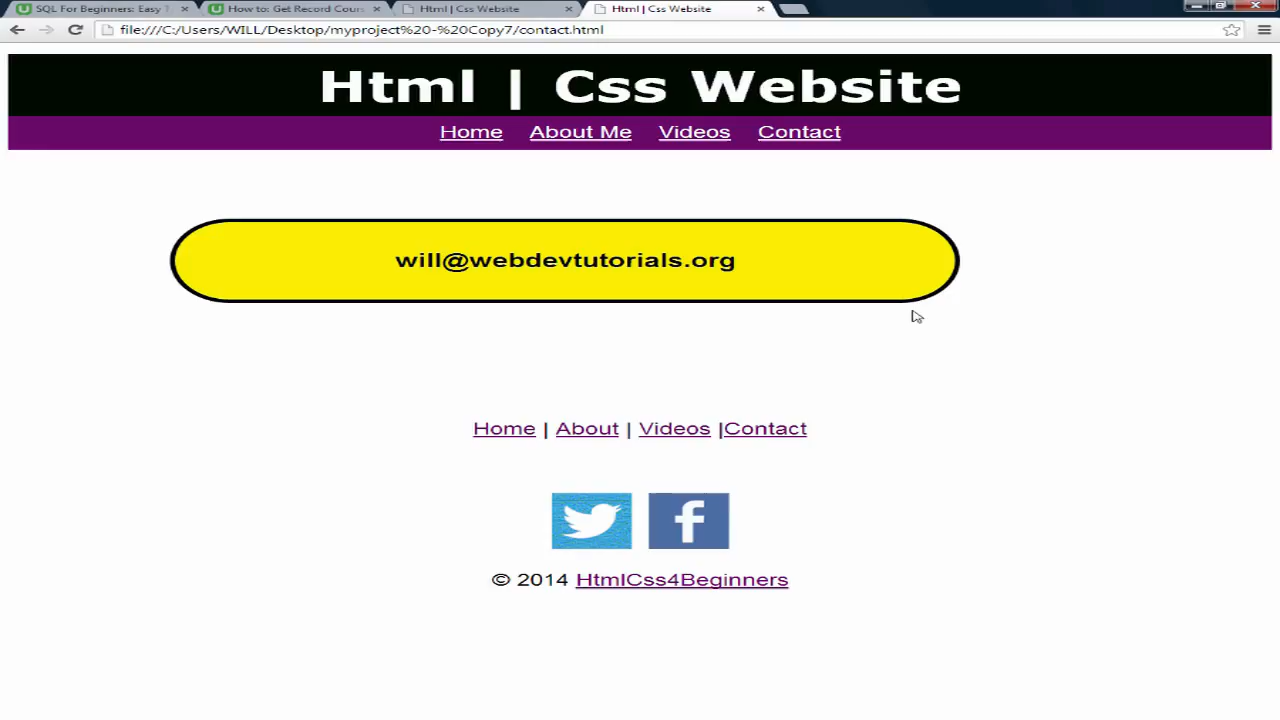 SQL For Beginners: Easy
How to: Get Record Cours
Html | Css Website
Html | Css Website
file:///C:/Users/WILL/Desktop/myproject%20-%20Copy7/contact.html
Html | Css Website
Home About Me Videos Contact
will@webdevtutorials.org
Home | About | Videos |Contact
© 2014 HtmlCss4Beginners